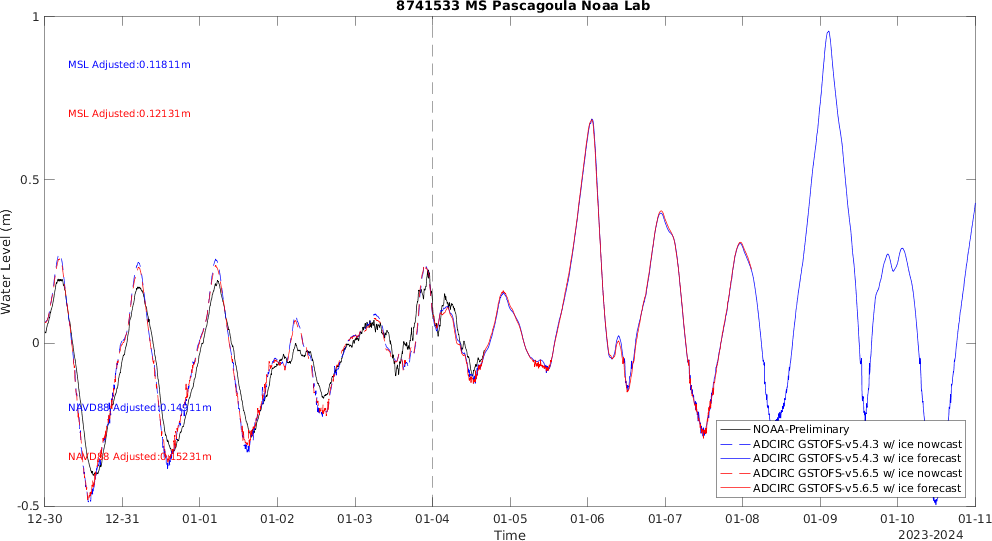 8741533 MS Pascagoula Noaa Lab
1
MSL Adjusted:0.11811m
MSL Adjusted:0.12131m
0.5
Water Level (m)
0
NAVD88 Adjusted:0.14911m
NAVD88 Adjusted:0.15231m
NOAA-Preliminary
ADCIRC GSTOFS-v5.4.3 w/ ice nowcast
ADCIRC GSTOFS-v5.4.3 w/ ice forecast
ADCIRC GSTOFS-v5.6.5 w/ ice nowcast
ADCIRC GSTOFS-v5.6.5 w/ ice forecast
-0.5
12-30 12-31 01-01 01-02 01-03 01-04 01-05 01-06 01-07 01-08 01-09 01-10 01-11
Time
2023-2024